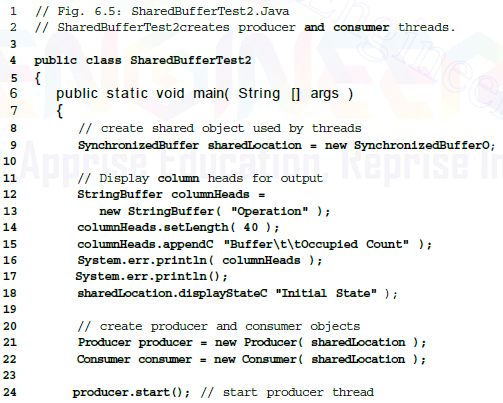 1 // Fig. 6.5: SharedBufferTest2.Java
2 // SharedBufferTest2creates producer and consumer threads.
3
4 public class SharedBufferTest2
5 {
6 public static void main( String [] args )
7 {
8 // create shared object used by threads
9 SynchronizedBuffer sharedLocation = new SynchronizedBufferO;
10
11 // Display column heads for output
12 StringBuffer columnHeads =
13 new StringBuffer( "Operation" );
14 columnHeads.setLength( 40 );
15 columnHeads.appendC "Buffer\t\tOccupied Count" );
16 System.err.println( columnHeads );
17 System.err.println();
18 sharedLocation.displayStateC "Initial State" );
19
20 // create producer and consumer objects
21 Producer producer = new Producer( sharedLocation );
22 Consumer consumer = new Consumer( sharedLocation );
23
24 producer.start(); // start producer thread
Apprise Education, Reprise